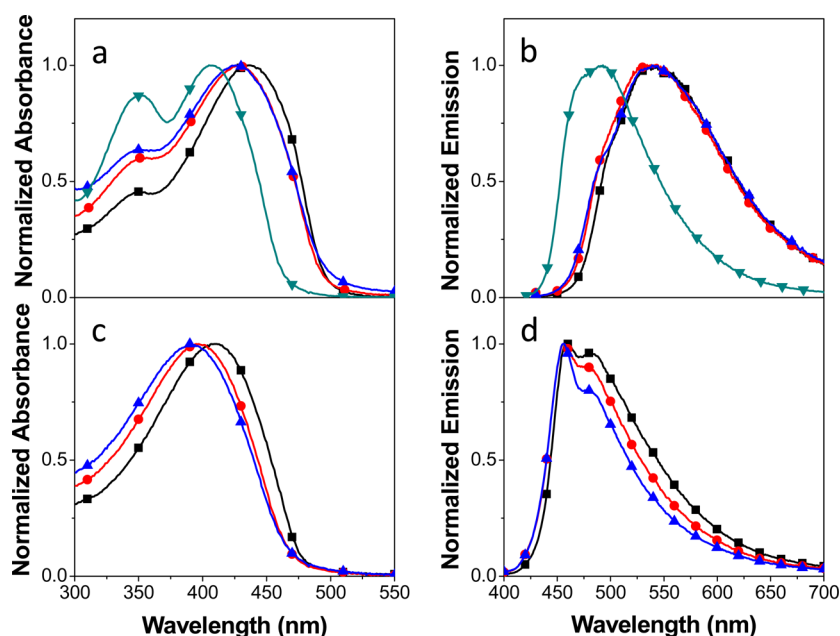 a
Normalized Absorbance
1.0
0.5
0.0
b
Normalized Emission
1.0
0.5
0.0
c
Normalized Absorbance
1.0
0.5
0.0
300 350 400 450 500 550
Wavelength (nm)
d
Normalized Emission
1.0
0.5
0.0
400 450 500 550 600 650 700
Wavelength (nm)